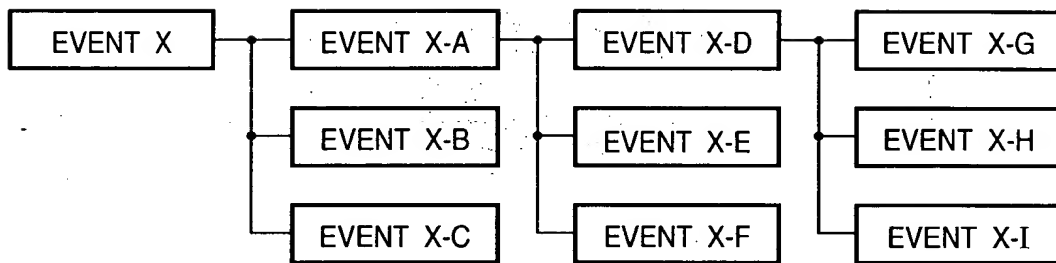 EVENT X
EVENT X-A
EVENT X-D
EVENT X-G
EVENT X-B
EVENT X-E
EVENT X-H
EVENT X-C
EVENT X-F
EVENT X-I